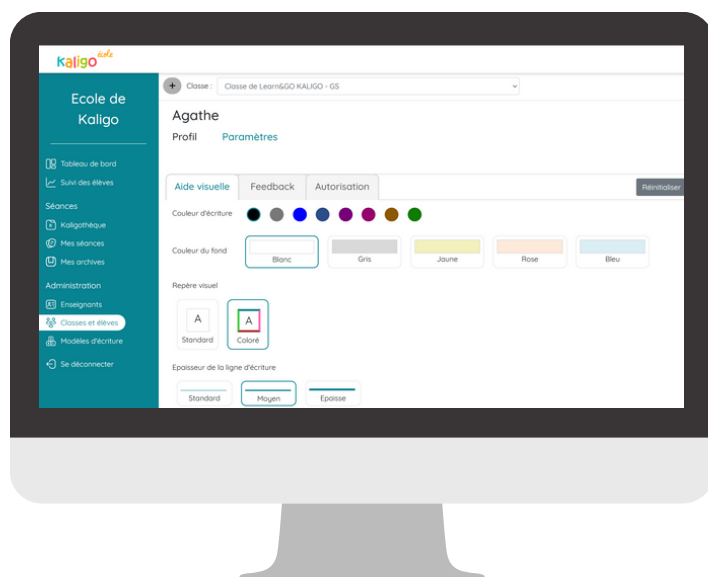 Kaligo école
Ecole de
Kaligo
Tableau de bord
Suivi des élèves
Séances
Kaligothèque
Mes séances
Mes archives
Administration
Enseignants
Classes et élèves
Modèles d'écriture
Se déconnecter
+ Classe : Classe de Learn&GO KALIGO - GS
Agathe
Profil Paramètres
Aide visuelle Feedback Autorisation Réinitialiser
Couleur d'écriture
Couleur du fond
Blanc Gris Jaune Rose Bleu
Repère visuel
A A
Standard Coloré
Epaisseur de la ligne d'écriture
Standard Moyen Epaisse